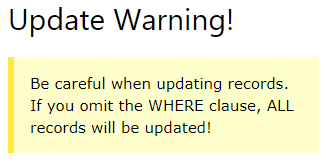 Update Warning!
Be careful when updating records.
If you omit the WHERE clause, ALL
records will be updated!